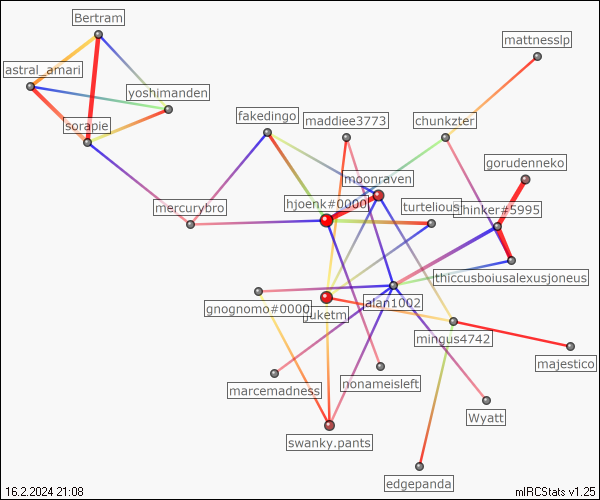 Bertram
mattnesslp
astral_amari
yoshimanden
fakedingo
maddiee3773
chunkzter
sorapie
gorudenneko
moonraven
mercurybro
hjoenk#0000
turtelious
thinker#5995
thiccusboiusalexusjoneus
gnognomo#0000
alan1002
juketm
mingus4742
majestico
marcemadness
nonameisleft
Wyatt
swanky.pants
edgepanda
16.2.2024 21:08
mIRCStats v1.25